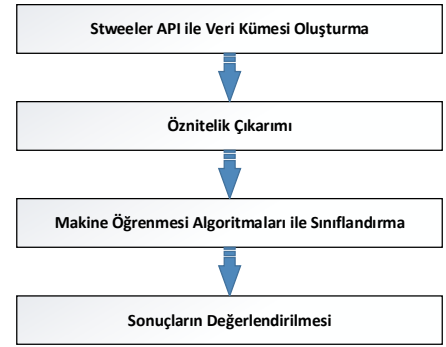 Stweeler API ile Veri Kümesi Oluşturma
Öznitelik Çıkarımı
Makine Öğrenmesi Algoritmaları ile Sınıflandırma
Sonuçların Değerlendirilmesi